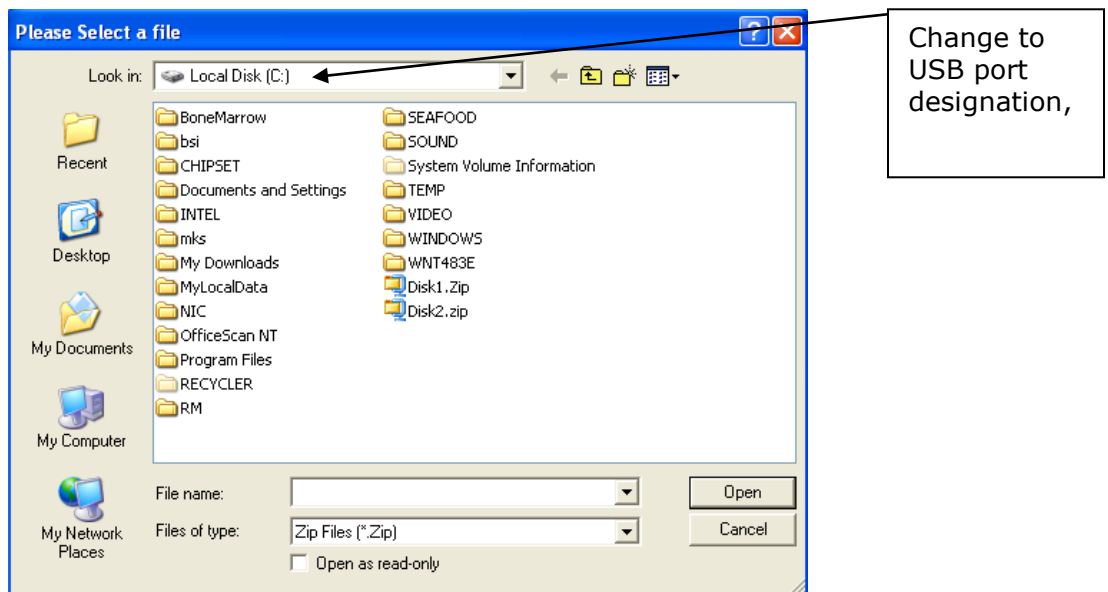 Please Select a file
Change to
USB port
designation,
Look in:
Local Disk (C:)
Recent
Desktop
My Documents
My Computer
My Network
Places
BoneMarrow
bsi
CHIPSET
Documents and Settings
INTEL
mks
My Downloads
MyLocalData
NIC
OfficeScan NT
Program Files
RECYCLER
RM
SEAFOOD
SOUND
System Volume Information
TEMP
VIDEO
WINDOWS
WNT483E
Disk1.Zip
Disk2.zip
File name:
Open
Files of type:
Zip Files (*.Zip)
Cancel
Open as read-only